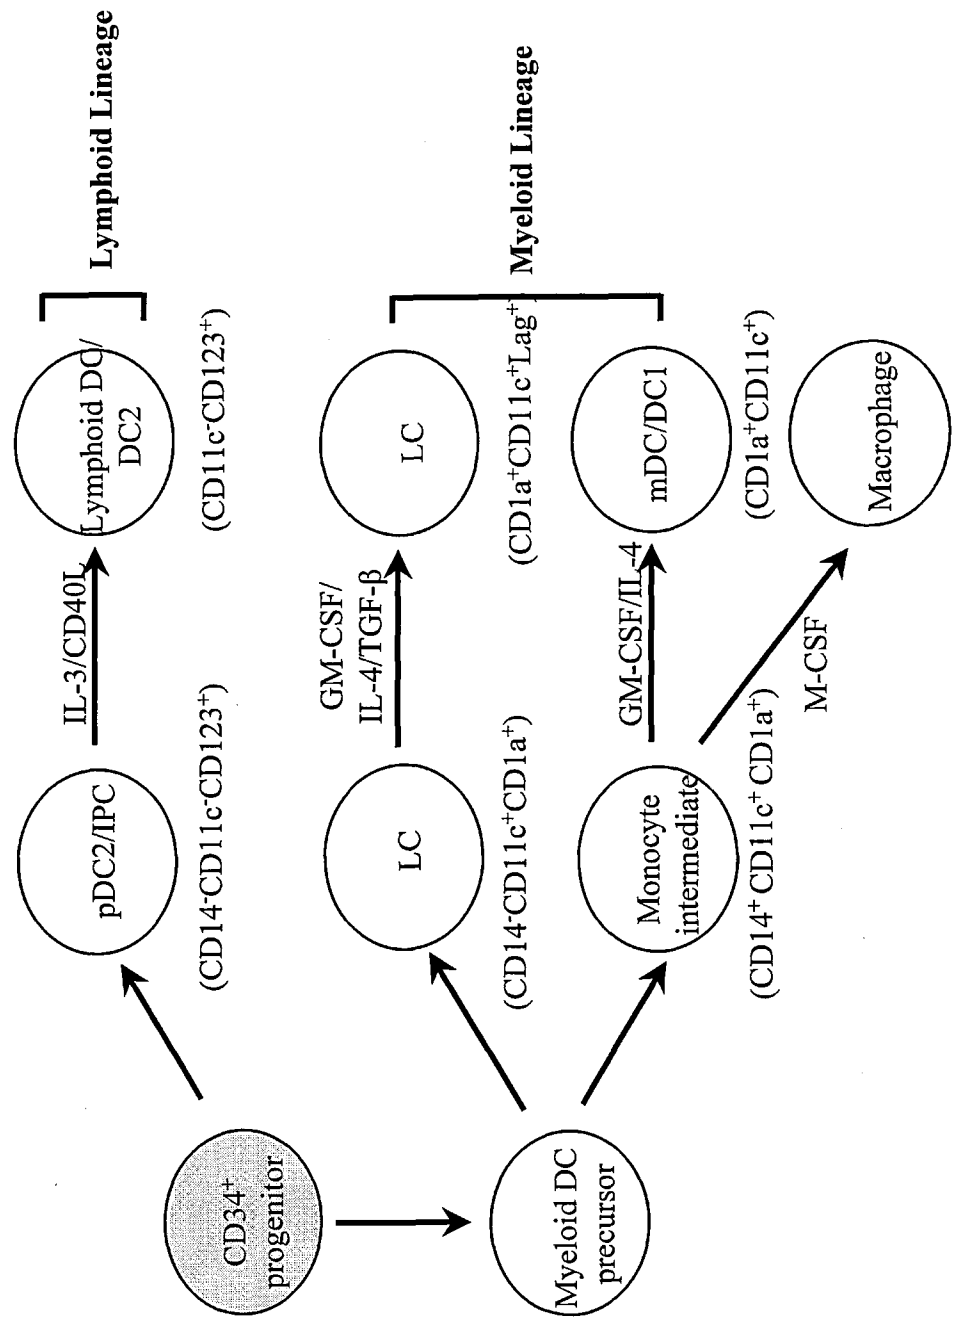 CD34⁺
progenitor
Myeloid DC
precursor
pDC2/IPC
(CD14⁻CD11c⁻CD123⁺)
IL-3/CD40L
Lymphoid DC/
DC2
(CD11c⁻CD123⁺)
Lymphoid Lineage
LC
(CD14⁻CD11c⁺CD1a⁺)
GM-CSF/
IL-4/TGF-β
LC
(CD1a⁺CD11c⁺Lag⁺)
Myeloid Lineage
Monocyte
intermediate
(CD14⁺ CD11c⁺ CD1a⁺)
GM-CSF/IL-4
mDC/DC1
(CD1a⁺CD11c⁺)
M-CSF
Macrophage